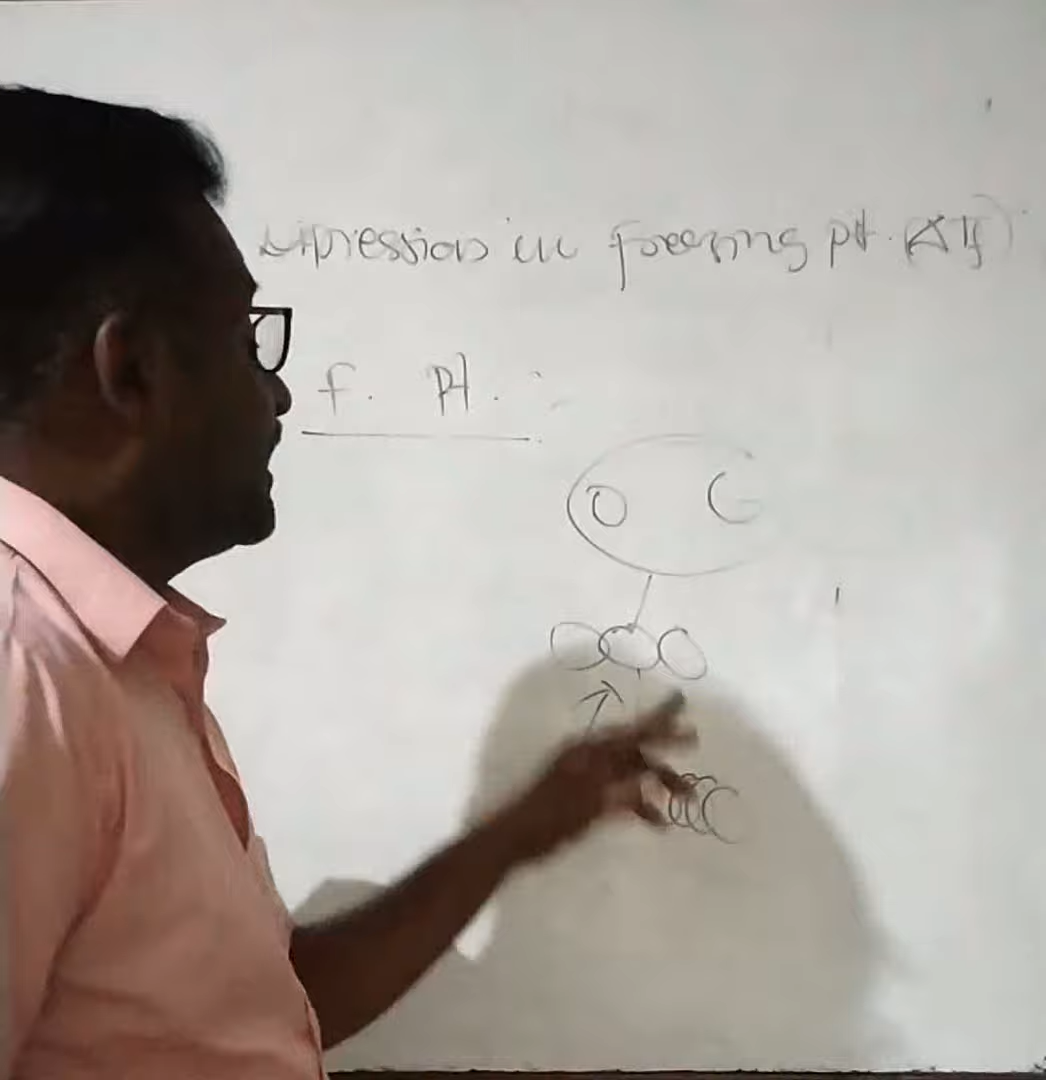 Depression in freezing pt. (ΔTf)
f. pt. :-